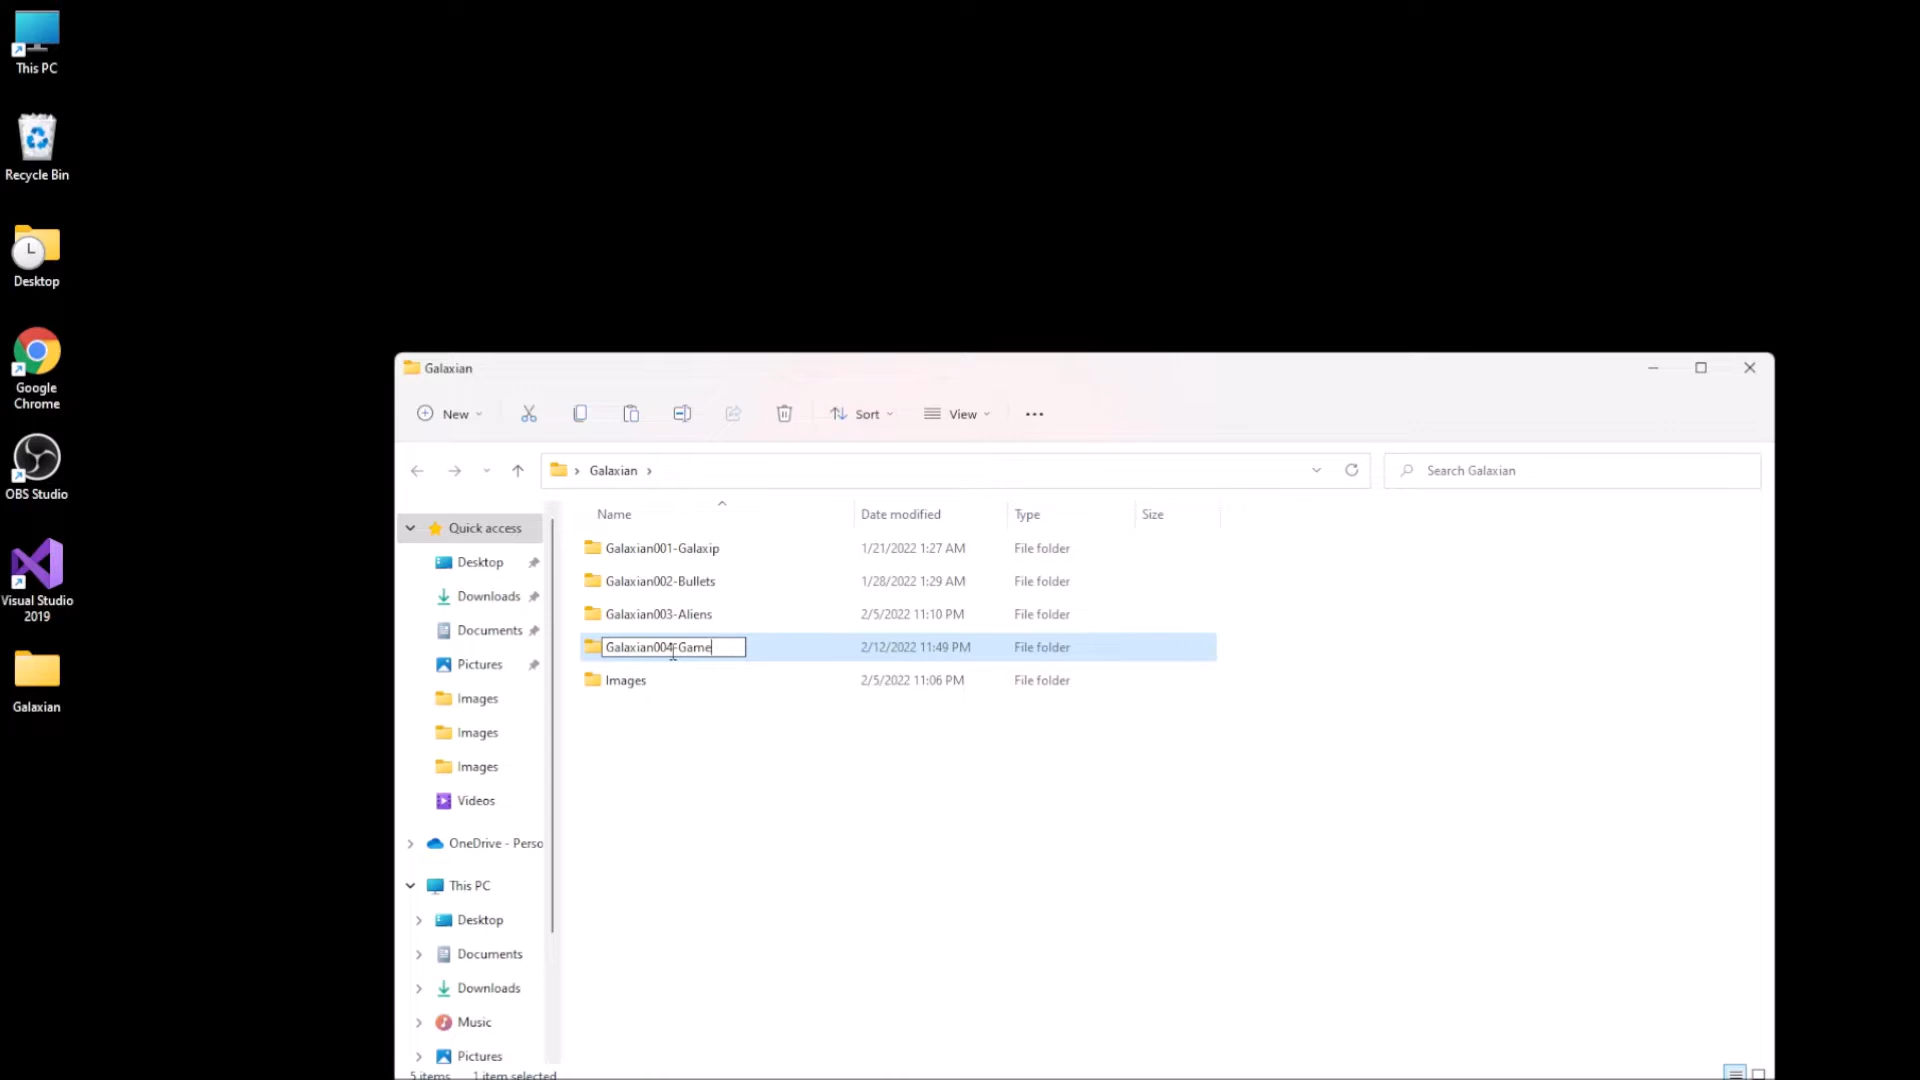 This PC
Recycle Bin
Desktop
Google
Chrome
OBS Studio
Visual Studio
2019
Galaxian
Galaxian
New
Sort
View
Galaxian
Search Galaxian
Quick access
Desktop
Downloads
Documents
Pictures
Images
Images
Images
Videos
OneDrive - Perso
This PC
Desktop
Documents
Downloads
Music
Pictures
Name Date modified Type Size
Galaxian001-Galaxip 1/21/2022 1:27 AM File folder
Galaxian002-Bullets 1/28/2022 1:29 AM File folder
Galaxian003-Aliens 2/5/2022 11:10 PM File folder
Galaxian004-Game 2/12/2022 11:49 PM File folder
Images 2/5/2022 11:06 PM File folder
5 items 1 item selected